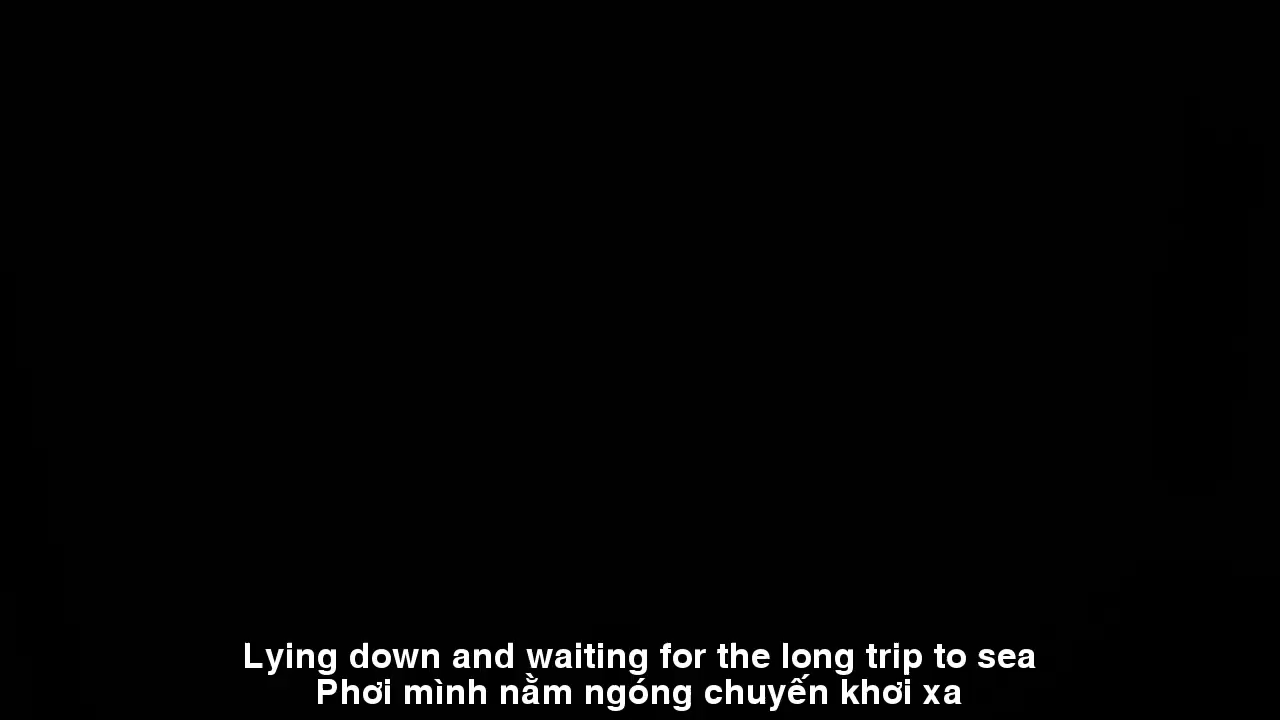 Lying down and waiting for the long trip to sea
Phơi mình nằm ngóng chuyến khơi xa